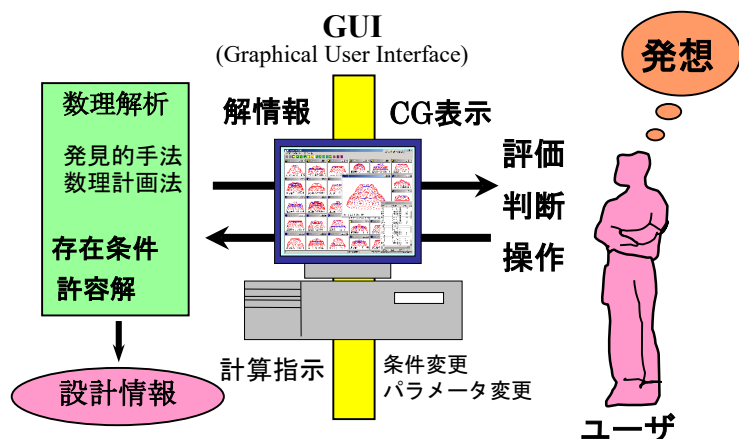 GUI
(Graphical User Interface)
発想
数理解析
発見的手法
数理計画法
存在条件
許容解
設計情報
解情報
CG表示
評価
判断
操作
計算指示
条件変更
パラメータ変更
ユーザ